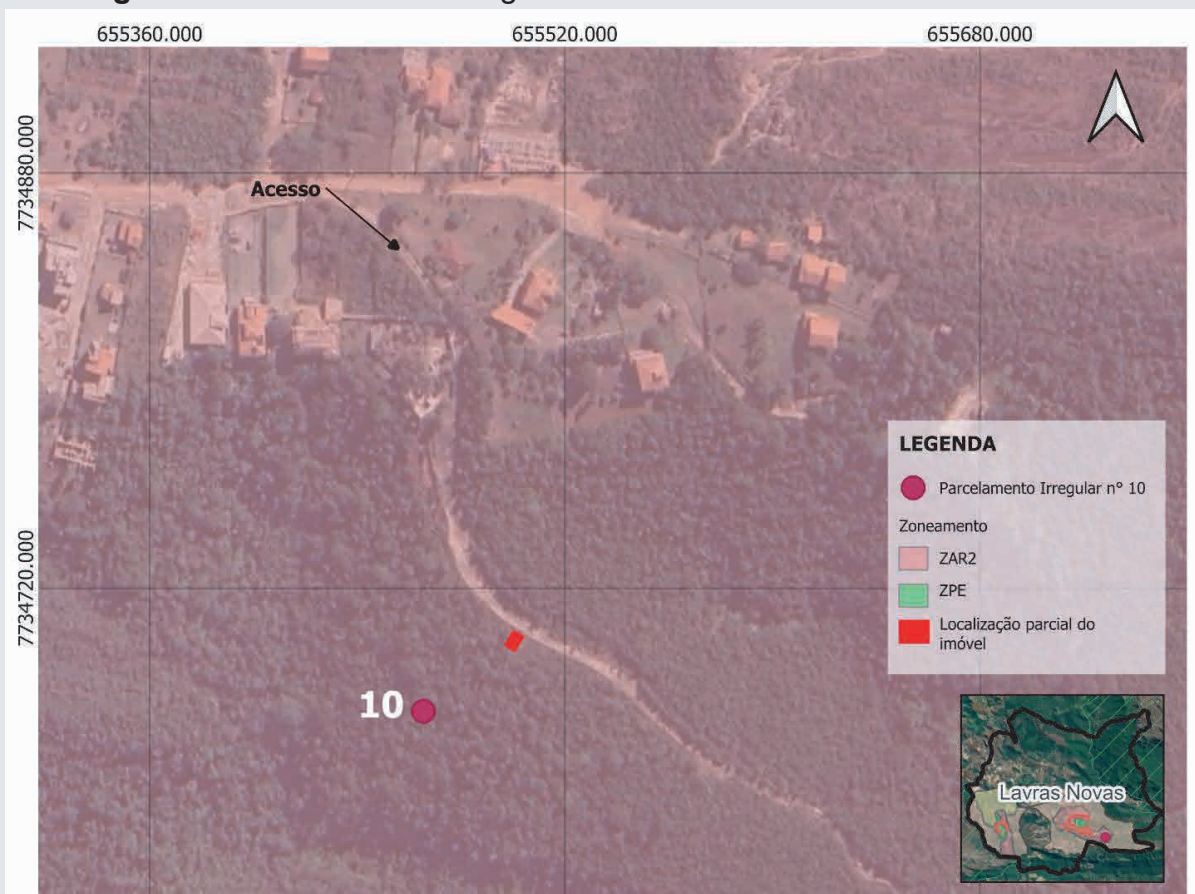 655360.000 655520.000 655680.000
7734880.000
Acesso
LEGENDA
Parcelamento Irregular n° 10
Zoneamento
ZAR2
ZPE
Localização parcial do
imóvel
7734720.000
10
Lavras Novas